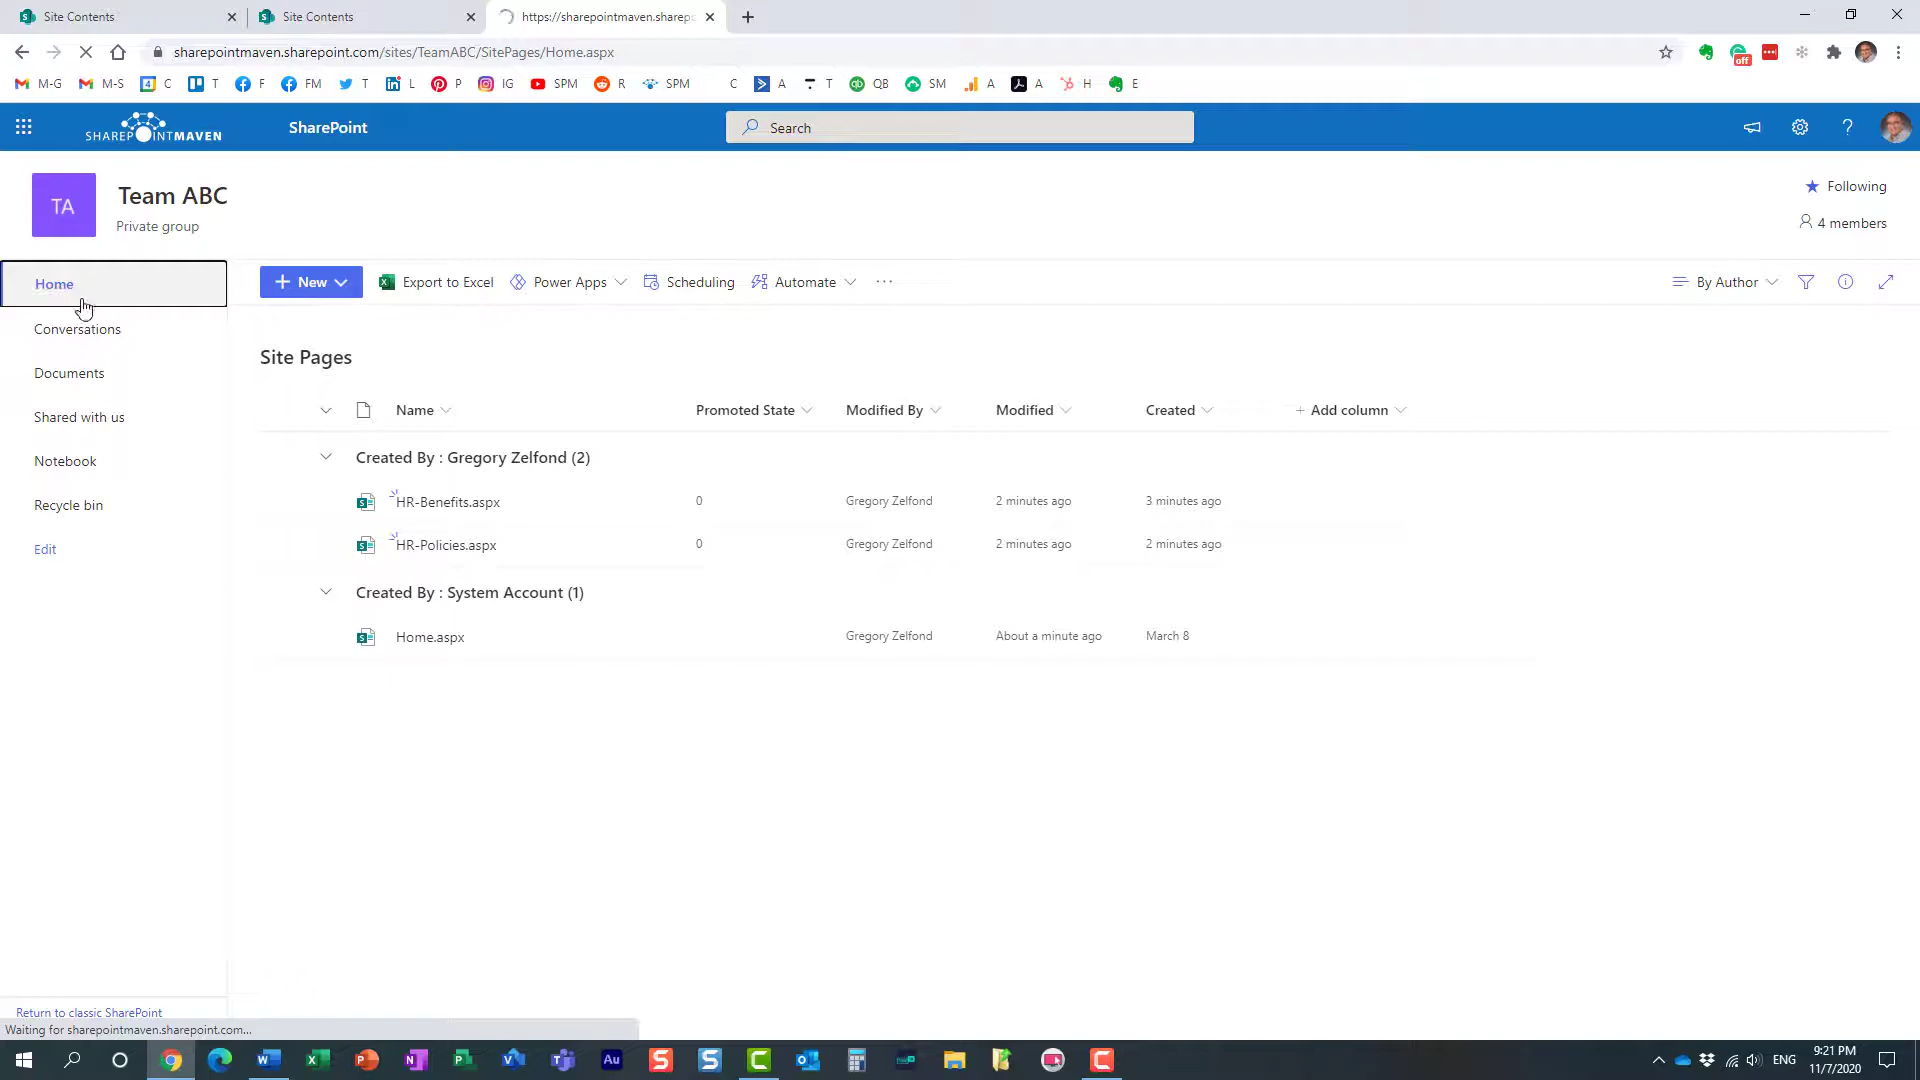 Site Contents
Site Contents
https://sharepointmaven.sharep
sharepointmaven.sharepoint.com/sites/TeamABC/SitePages/Home.aspx
off
M-G M-S C T F FM T L P IG SPM R SPM C A T QB SM A A H E
SHAREPOINTMAVEN
SharePoint
Search
TA
Team ABC
Private group
Following
4 members
Home
Conversations
Documents
Shared with us
Notebook
Recycle bin
Edit
New Export to Excel Power Apps Scheduling Automate ... By Author
Site Pages
Name Promoted State Modified By Modified Created + Add column
Created By : Gregory Zelfond (2)
HR-Benefits.aspx 0 Gregory Zelfond 2 minutes ago 3 minutes ago
HR-Policies.aspx 0 Gregory Zelfond 2 minutes ago 2 minutes ago
Created By : System Account (1)
Home.aspx Gregory Zelfond About a minute ago March 8
Return to classic SharePoint
Waiting for sharepointmaven.sharepoint.com...
ENG
9:21 PM
11/7/2020